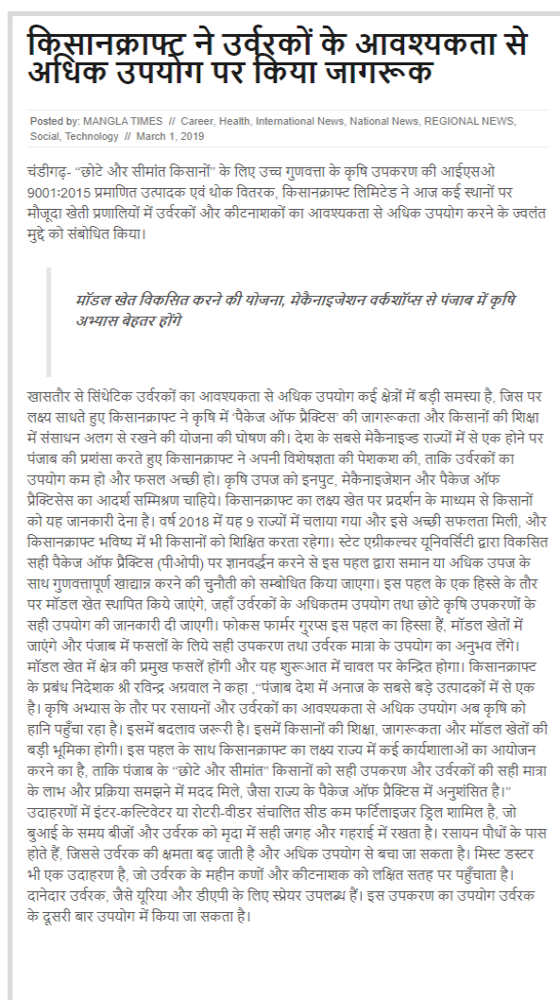 किसानक्राफ्ट ने उर्वरकों के आवश्यकता से
अधिक उपयोग पर किया जागरूक
Posted by: MANGLA TIMES // Career, Health, International News, National News, REGIONAL NEWS,
Social, Technology // March 1, 2019
चंडीगढ़- “छोटे और सीमांत किसानों” के लिए उच्च गुणवत्ता के कृषि उपकरण की आईएसओ
9001:2015 प्रमाणित उत्पादक एवं थोक वितरक, किसानक्राफ्ट लिमिटेड ने आज कई स्थानों पर
मौजूदा खेती प्रणालियों में उर्वरकों और कीटनाशकों का आवश्यकता से अधिक उपयोग करने के ज्वलंत
मुद्दे को संबोधित किया।
मॉडल खेत विकसित करने की योजना, मेकैनाइजेशन वर्कशॉप्स से पंजाब में कृषि
अभ्यास बेहतर होंगे
खासतौर से सिंथेटिक उर्वरकों का आवश्यकता से अधिक उपयोग कई क्षेत्रों में बड़ी समस्या है, जिस पर
लक्ष्य साधते हुए किसानक्राफ्ट ने कृषि में ‘पैकेज ऑफ प्रैक्टिस’ की जागरूकता और किसानों की शिक्षा
में संसाधन अलग से रखने की योजना की घोषण की। देश के सबसे मेकैनाइज्ड राज्यों में से एक होने पर
पंजाब की प्रशंसा करते हुए किसानक्राफ्ट ने अपनी विशेषज्ञता की पेशकश की, ताकि उर्वरकों का
उपयोग कम हो और फसल अच्छी हो। कृषि उपज को इनपुट, मेकैनाइजेशन और पैकेज ऑफ
प्रैक्टिसेस का आदर्श सम्मिश्रण चाहिये। किसानक्राफ्ट का लक्ष्य खेत पर प्रदर्शन के माध्यम से किसानों
को यह जानकारी देना है। वर्ष 2018 में यह 9 राज्यों में चलाया गया और इसे अच्छी सफलता मिली, और
किसानक्राफ्ट भविष्य में भी किसानों को शिक्षित करता रहेगा। स्टेट एग्रीकल्चर यूनिवर्सिटी द्वारा विकसित
सही पैकेज ऑफ प्रैक्टिस (पीओपी) पर ज्ञानवर्द्धन करने से इस पहल द्वारा समान या अधिक उपज के
साथ गुणवत्तापूर्ण खाद्यान्न करने की चुनौती को सम्बोधित किया जाएगा। इस पहल के एक हिस्से के तौर
पर मॉडल खेत स्थापित किये जाएंगे, जहाँ उर्वरकों के अधिकतम उपयोग तथा छोटे कृषि उपकरणों के
सही उपयोग की जानकारी दी जाएगी। फोकस फार्मर गु्रप्स इस पहल का हिस्सा हैं, मॉडल खेतों में
जाएंगे और पंजाब में फसलों के लिये सही उपकरण तथा उर्वरक मात्रा के उपयोग का अनुभव लेंगे।
मॉडल खेत में क्षेत्र की प्रमुख फसलें होंगी और यह शुरूआत में चावल पर केन्द्रित होगा। किसानक्राफ्ट
के प्रबंध निदेशक श्री रविन्द्र अग्रवाल ने कहा ,“पंजाब देश में अनाज के सबसे बड़े उत्पादकों में से एक
है। कृषि अभ्यास के तौर पर रसायनों और उर्वरकों का आवश्यकता से अधिक उपयोग अब कृषि को
हानि पहुँचा रहा है। इसमें बदलाव जरूरी है। इसमें किसानों की शिक्षा, जागरूकता और मॉडल खेतों की
बड़ी भूमिका होगी। इस पहल के साथ किसानक्राफ्ट का लक्ष्य राज्य में कई कार्यशालाओं का आयोजन
करने का है, ताकि पंजाब के “छोटे और सीमांत” किसानों को सही उपकरण और उर्वरकों की सही मात्रा
के लाभ और प्रक्रिया समझने में मदद मिले, जैसा राज्य के पैकेज ऑफ प्रैक्टिस में अनुशंसित है।”
उदाहरणों में इंटर-कल्टिवेटर या रोटरी-वीडर संचालित सीड कम फर्टिलाइजर ड्रिल शामिल है, जो
बुआई के समय बीजों और उर्वरक को मृदा में सही जगह और गहराई में रखता है। रसायन पौधों के पास
होते हैं, जिससे उर्वरक की क्षमता बढ़ जाती है और अधिक उपयोग से बचा जा सकता है। मिस्ट डस्टर
भी एक उदाहरण है, जो उर्वरक के महीन कणों और कीटनाशक को लक्षित सतह पर पहुँचाता है।
दानेदार उर्वरक, जैसे यूरिया और डीएपी के लिए स्प्रेयर उपलब्ध हैं। इस उपकरण का उपयोग उर्वरक
के दूसरी बार उपयोग में किया जा सकता है।